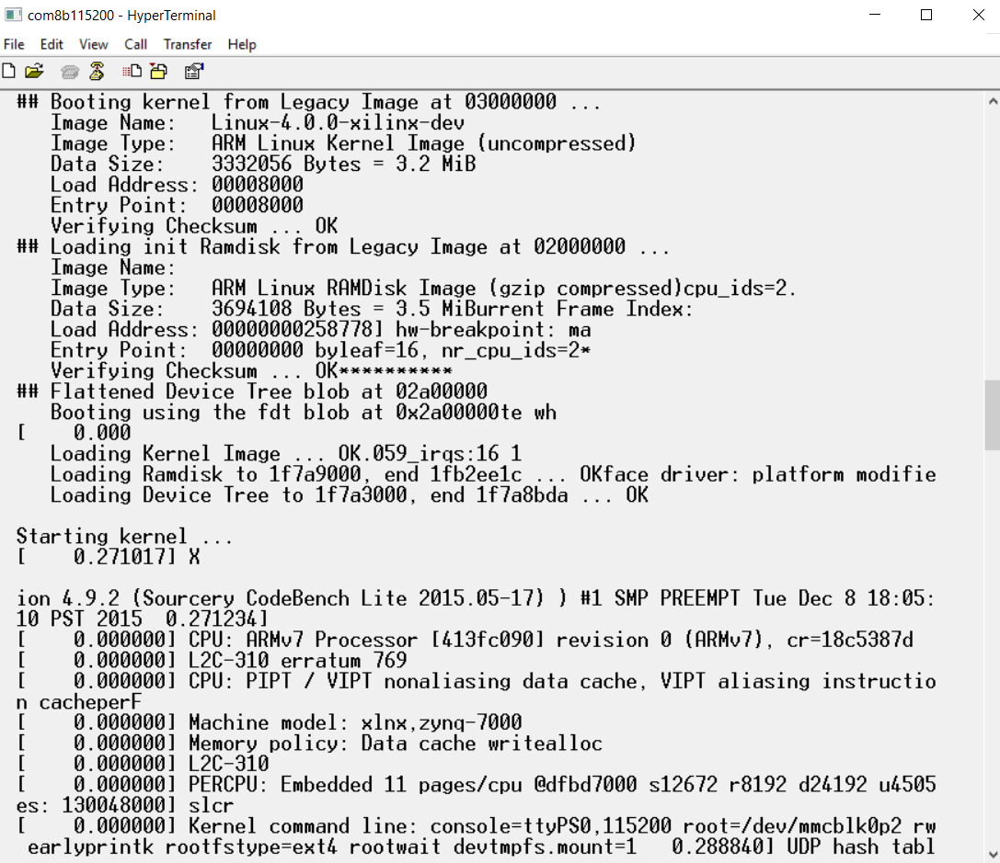 com8b115200 - HyperTerminal
File Edit View Call Transfer Help
## Booting kernel from Legacy Image at 03000000 ...
Image Name: Linux-4.0.0-xilinx-dev
Image Type: ARM Linux Kernel Image (uncompressed)
Data Size: 3332056 Bytes = 3.2 MiB
Load Address: 00008000
Entry Point: 00008000
Verifying Checksum ... OK
## Loading init Ramdisk from Legacy Image at 02000000 ...
Image Name:
Image Type: ARM Linux RAMDisk Image (gzip compressed)cpu_ids=2.
Data Size: 3694108 Bytes = 3.5 MiBurrent Frame Index:
Load Address: 00000000258778] hw-breakpoint: ma
Entry Point: 00000000 byleaf=16, nr_cpu_ids=2*
Verifying Checksum ... OK**********
## Flattened Device Tree blob at 02a00000
Booting using the fdt blob at 0x2a00000te wh
[ 0.000
Loading Kernel Image ... OK.059_irqs:16 1
Loading Ramdisk to 1f7a9000, end 1fb2ee1c ... OKface driver: platform modifie
Loading Device Tree to 1f7a3000, end 1f7a8bda ... OK
Starting kernel ...
[ 0.271017] X
ion 4.9.2 (Sourcery CodeBench Lite 2015.05-17) ) #1 SMP PREEMPT Tue Dec 8 18:05:
10 PST 2015 0.271234]
[ 0.000000] CPU: ARMv7 Processor [413fc090] revision 0 (ARMv7), cr=18c5387d
[ 0.000000] L2C-310 erratum 769
[ 0.000000] CPU: PIPT / VIPT nonaliasing data cache, VIPT aliasing instructio
n cacheperF
[ 0.000000] Machine model: xlnx,zynq-7000
[ 0.000000] Memory policy: Data cache writealloc
[ 0.000000] L2C-310
[ 0.000000] PERCPU: Embedded 11 pages/cpu @dfbd7000 s12672 r8192 d24192 u4505
es: 130048000] slcr
[ 0.000000] Kernel command line: console=ttyPS0,115200 root=/dev/mmcblk0p2 rw
earlyprintk rootfstype=ext4 rootwait devtmpfs.mount=1 0.288840] UDP hash tabl